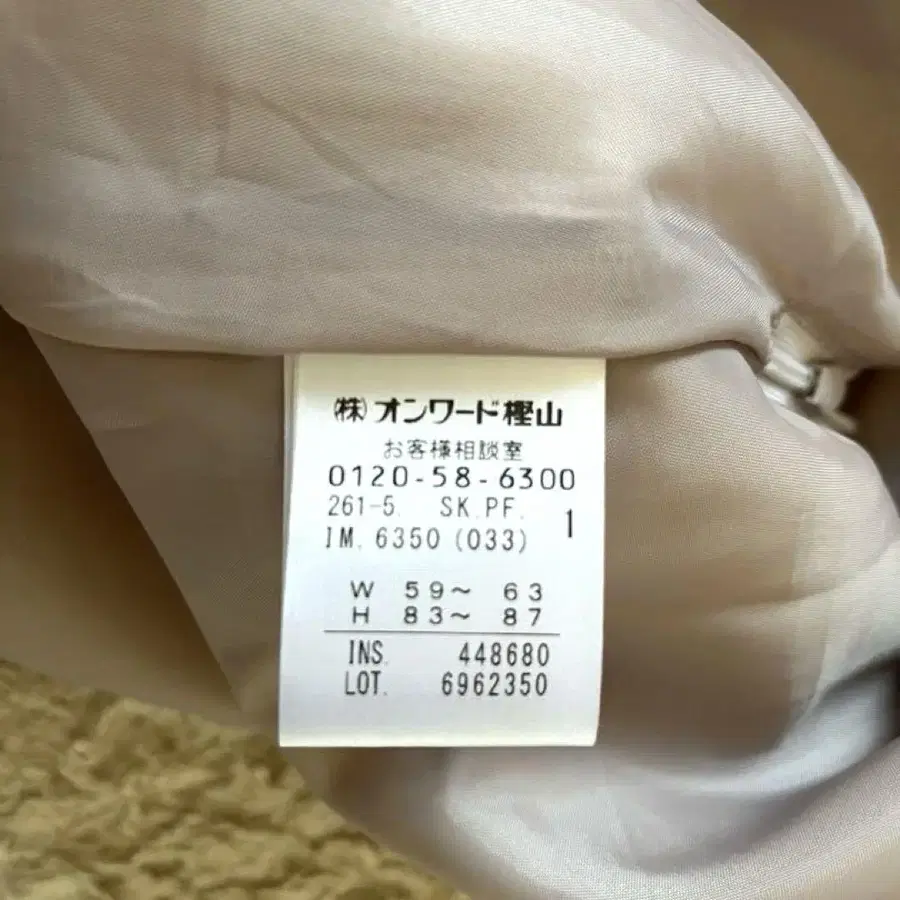 (株)オンワード樫山
お客様相談室
0120-58-6300
261-5. SK.PF. 1
IM. 6350 (033)
W 59〜 63
H 83〜 87
INS. 448680
LOT. 6962350